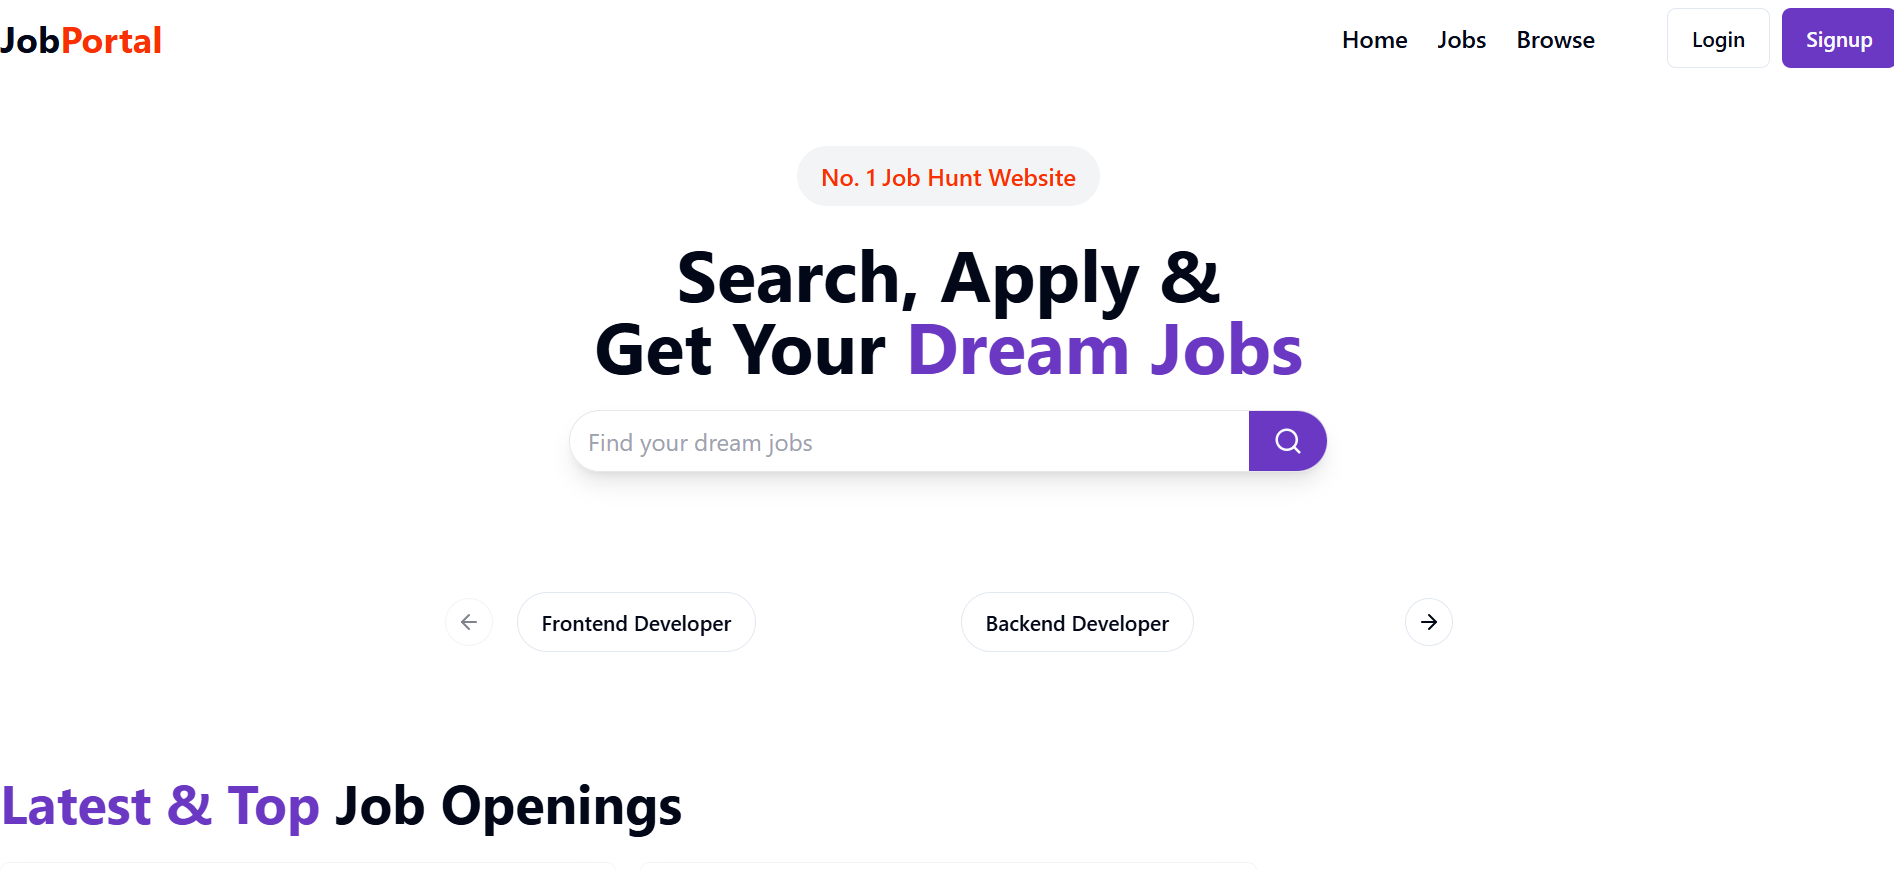 JobPortal
Home
Jobs
Browse
Login
Signup
No. 1 Job Hunt Website
Search, Apply &
Get Your Dream Jobs
Find your dream jobs
Frontend Developer
Backend Developer
Latest & Top Job Openings